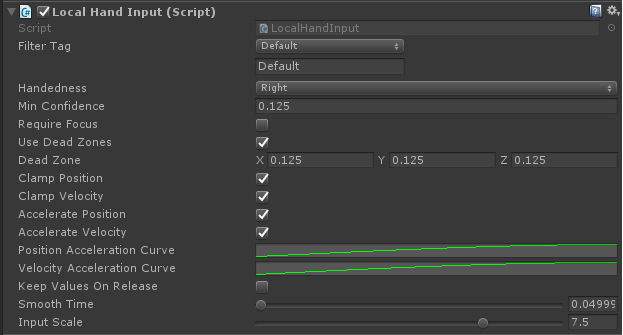 Local Hand Input (Script)
Script LocalHandInput
Filter Tag Default
Default
Handedness Right
Min Confidence 0.125
Require Focus
Use Dead Zones
Dead Zone X 0.125 Y 0.125 Z 0.125
Clamp Position
Clamp Velocity
Accelerate Position
Accelerate Velocity
Position Acceleration Curve
Velocity Acceleration Curve
Keep Values On Release
Smooth Time 0.04999
Input Scale 7.5